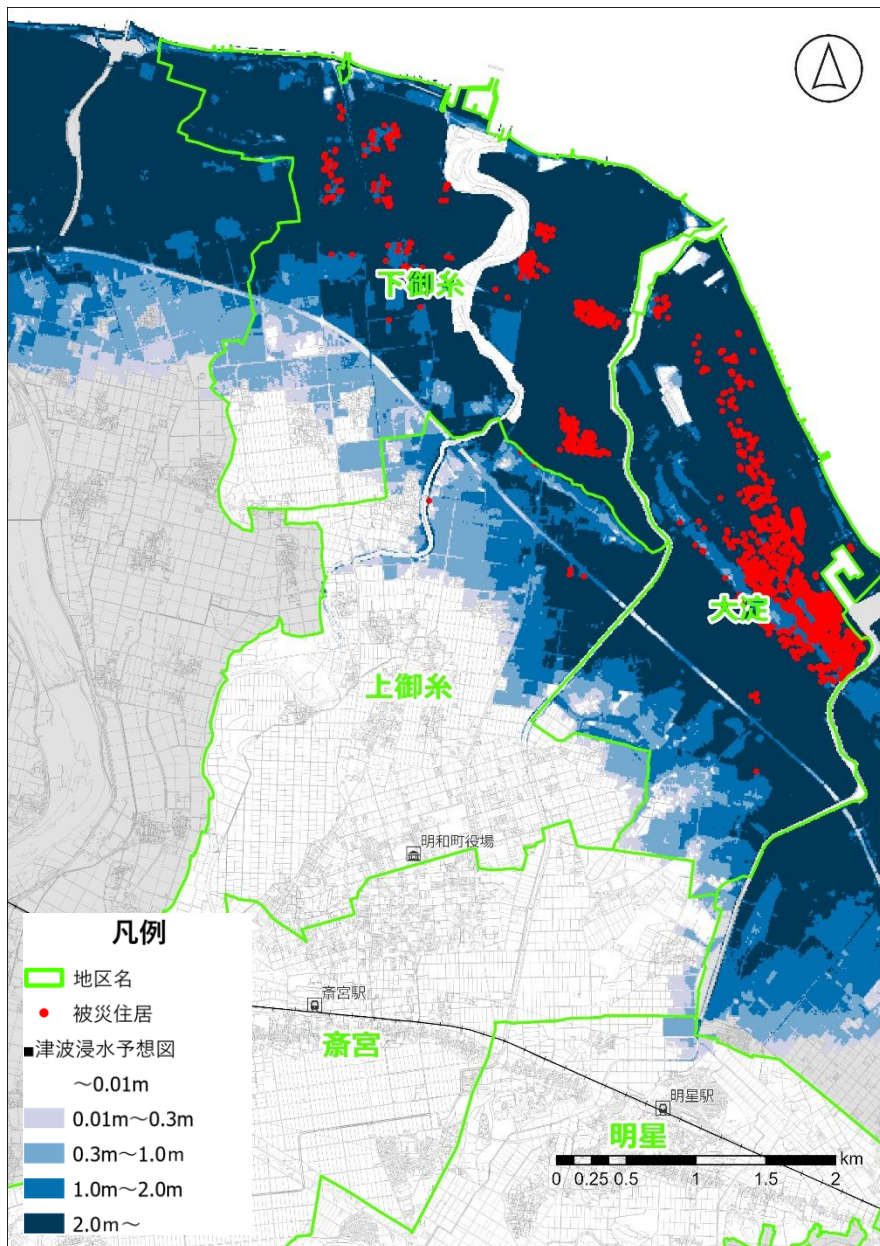 下御糸
大淀
上御糸
明和町役場
凡例
地区名
被災住居
津波浸水予想図
～0.01m
0.01m～0.3m
0.3m～1.0m
1.0m～2.0m
2.0m～
斎宮駅
斎宮
明星駅
明星
km
0 0.25 0.5 1 1.5 2